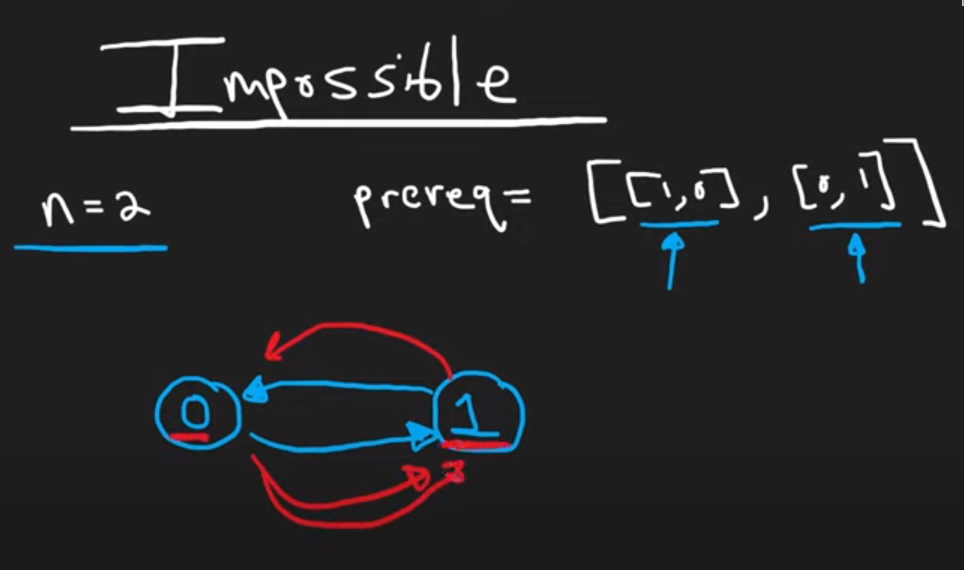 Impossible
n=2 prereq= [[1,0], [0,1]]
0 1